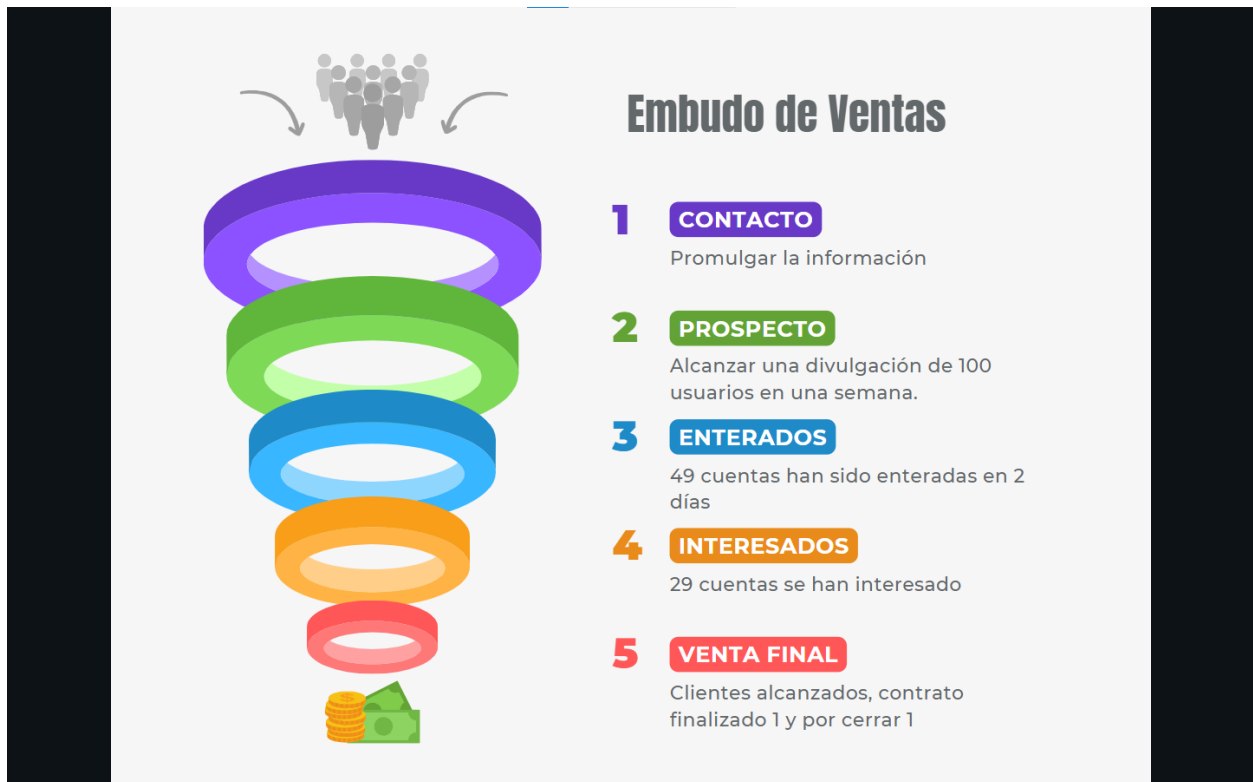 Embudo de Ventas
1 CONTACTO
Promulgar la información
2 PROSPECTO
Alcanzar una divulgación de 100
usuarios en una semana.
3 ENTERADOS
49 cuentas han sido enteradas en 2
días
4 INTERESADOS
29 cuentas se han interesado
5 VENTA FINAL
Clientes alcanzados, contrato
finalizado 1 y por cerrar 1